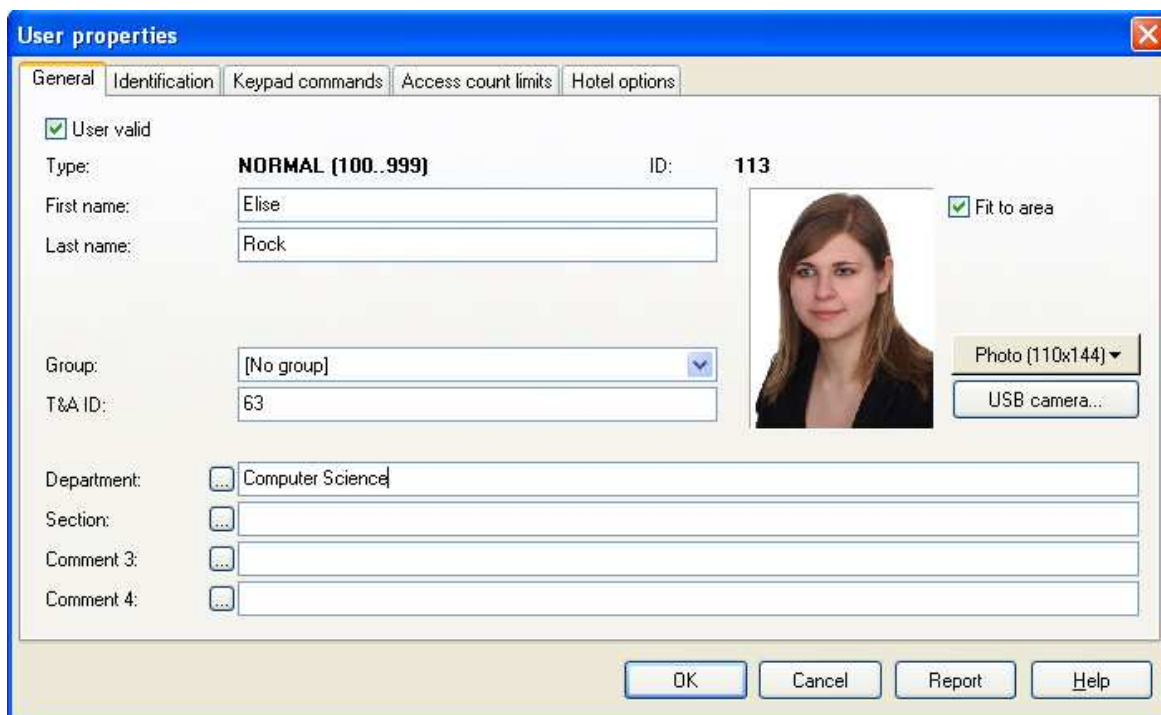 User properties
General Identification Keypad commands Access count limits Hotel options
User valid
Type: NORMAL (100..999) ID: 113
First name: Elise Fit to area
Last name: Rock
Group: [No group] Photo (110x144)
T&A ID: 63 USB camera...
Department: ... Computer Science
Section: ...
Comment 3: ...
Comment 4: ...
OK Cancel Report Help